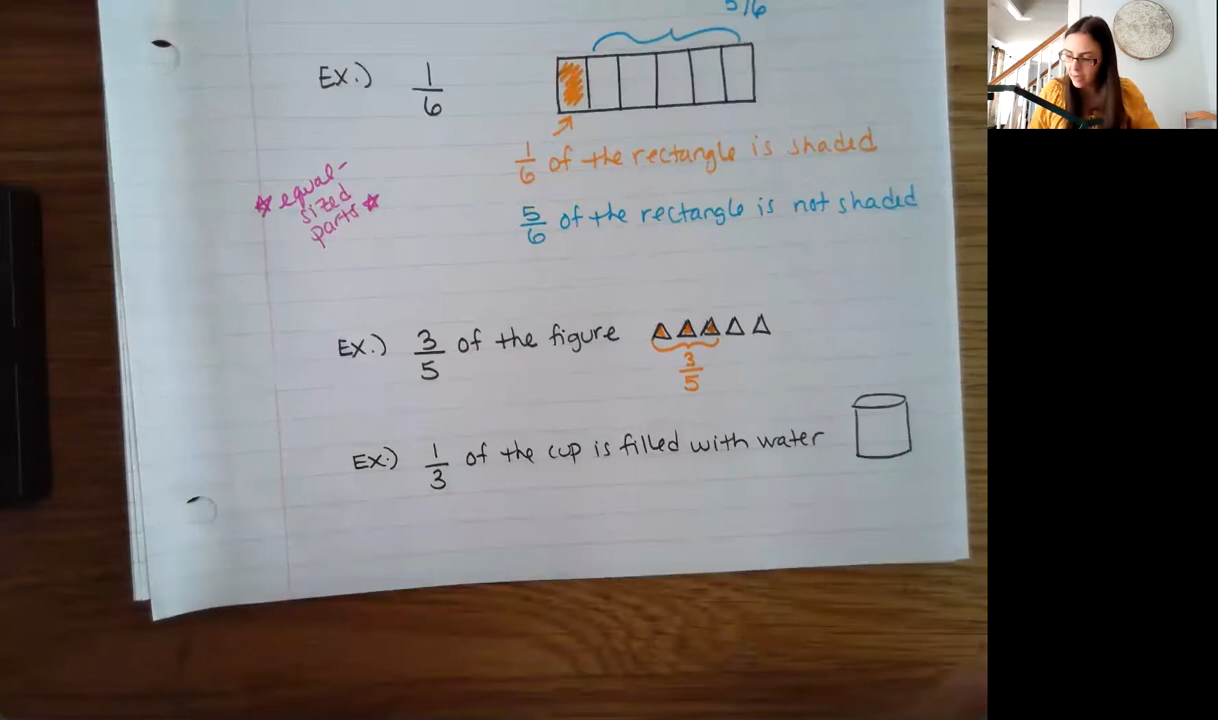 5/6
Ex.) 1/6
1/6 of the rectangle is shaded
* equal-
sized
parts *
5/6 of the rectangle is not shaded
Ex.) 3/5 of the figure
3/5
Ex.) 1/3 of the cup is filled with water